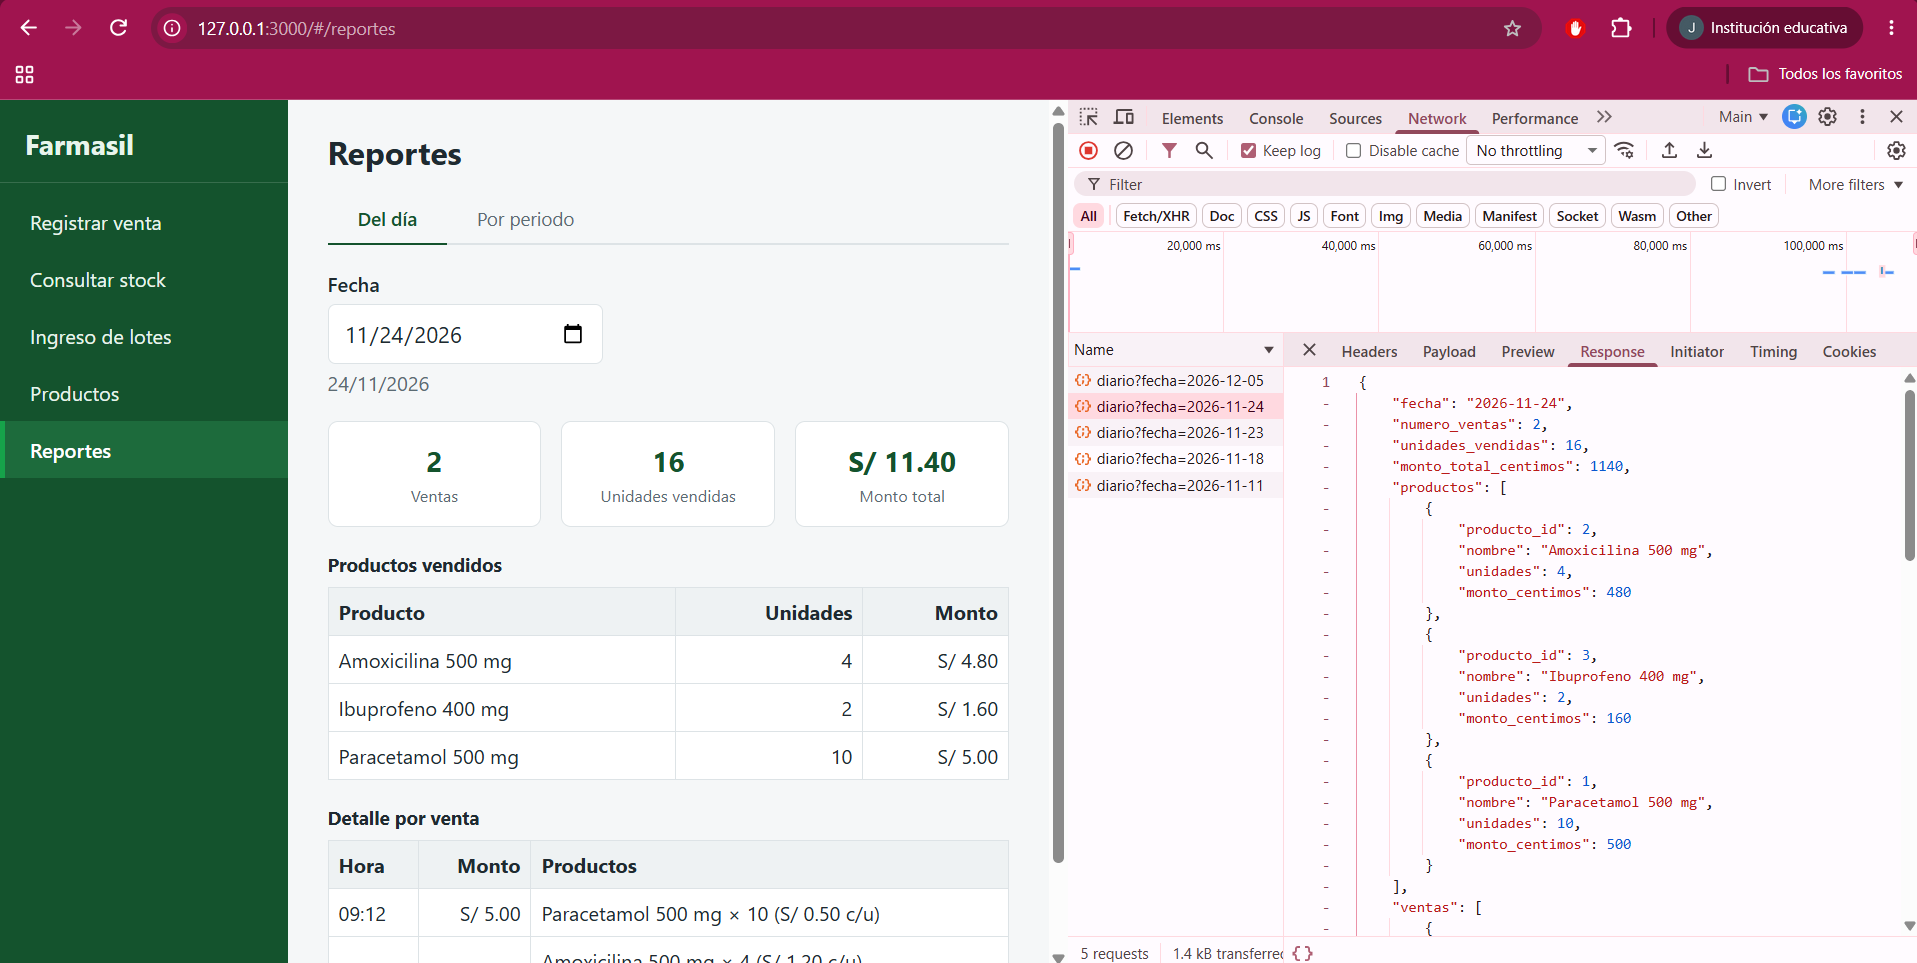 127.0.0.1:3000/#/reportes
J Institución educativa
Todos los favoritos
Farmasil
Registrar venta
Consultar stock
Ingreso de lotes
Productos
Reportes
Reportes
Del día Por periodo
Fecha
11/24/2026
24/11/2026
2 16 S/ 11.40
Ventas Unidades vendidas Monto total
Productos vendidos
Producto Unidades Monto
Amoxicilina 500 mg 4 S/ 4.80
Ibuprofeno 400 mg 2 S/ 1.60
Paracetamol 500 mg 10 S/ 5.00
Detalle por venta
Hora Monto Productos
09:12 S/ 5.00 Paracetamol 500 mg × 10 (S/ 0.50 c/u)
Amoxicilina 500 mg × 4 (S/ 1.20 c/u)
Elements Console Sources Network Performance Main
Keep log Disable cache No throttling
Filter Invert More filters
All Fetch/XHR Doc CSS JS Font Img Media Manifest Socket Wasm Other
20,000 ms 40,000 ms 60,000 ms 80,000 ms 100,000 ms
Name
diario?fecha=2026-12-05
diario?fecha=2026-11-24
diario?fecha=2026-11-23
diario?fecha=2026-11-18
diario?fecha=2026-11-11
Headers Payload Preview Response Initiator Timing Cookies
1 {
- "fecha": "2026-11-24",
- "numero_ventas": 2,
- "unidades_vendidas": 16,
- "monto_total_centimos": 1140,
- "productos": [
- {
- "producto_id": 2,
- "nombre": "Amoxicilina 500 mg",
- "unidades": 4,
- "monto_centimos": 480
- },
- {
- "producto_id": 3,
- "nombre": "Ibuprofeno 400 mg",
- "unidades": 2,
- "monto_centimos": 160
- },
- {
- "producto_id": 1,
- "nombre": "Paracetamol 500 mg",
- "unidades": 10,
- "monto_centimos": 500
- }
- ],
- "ventas": [
- {
5 requests 1.4 kB transferred {}